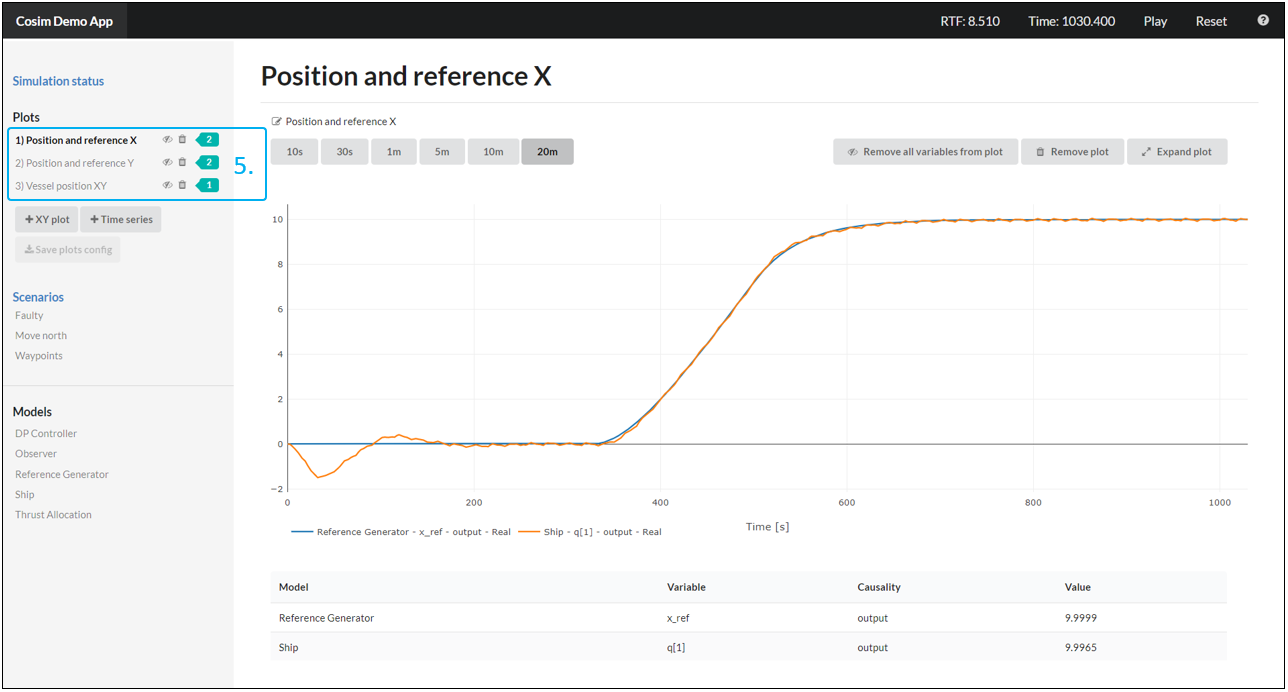 Cosim Demo App
RTF: 8.510 Time: 1030.400 Play Reset ?
Simulation status
Plots
1) Position and reference X 2
2) Position and reference Y 2
3) Vessel position XY 1
5.
+ XY plot + Time series
Save plots config
Scenarios
Faulty
Move north
Waypoints
Models
DP Controller
Observer
Reference Generator
Ship
Thrust Allocation
Position and reference X
Position and reference X
10s 30s 1m 5m 10m 20m
Remove all variables from plot Remove plot Expand plot
10
8
6
4
2
0
−2
0 200 400 600 800 1000
Time [s]
Reference Generator - x_ref - output - Real Ship - q[1] - output - Real
Model Variable Causality Value
Reference Generator x_ref output 9.9999
Ship q[1] output 9.9965